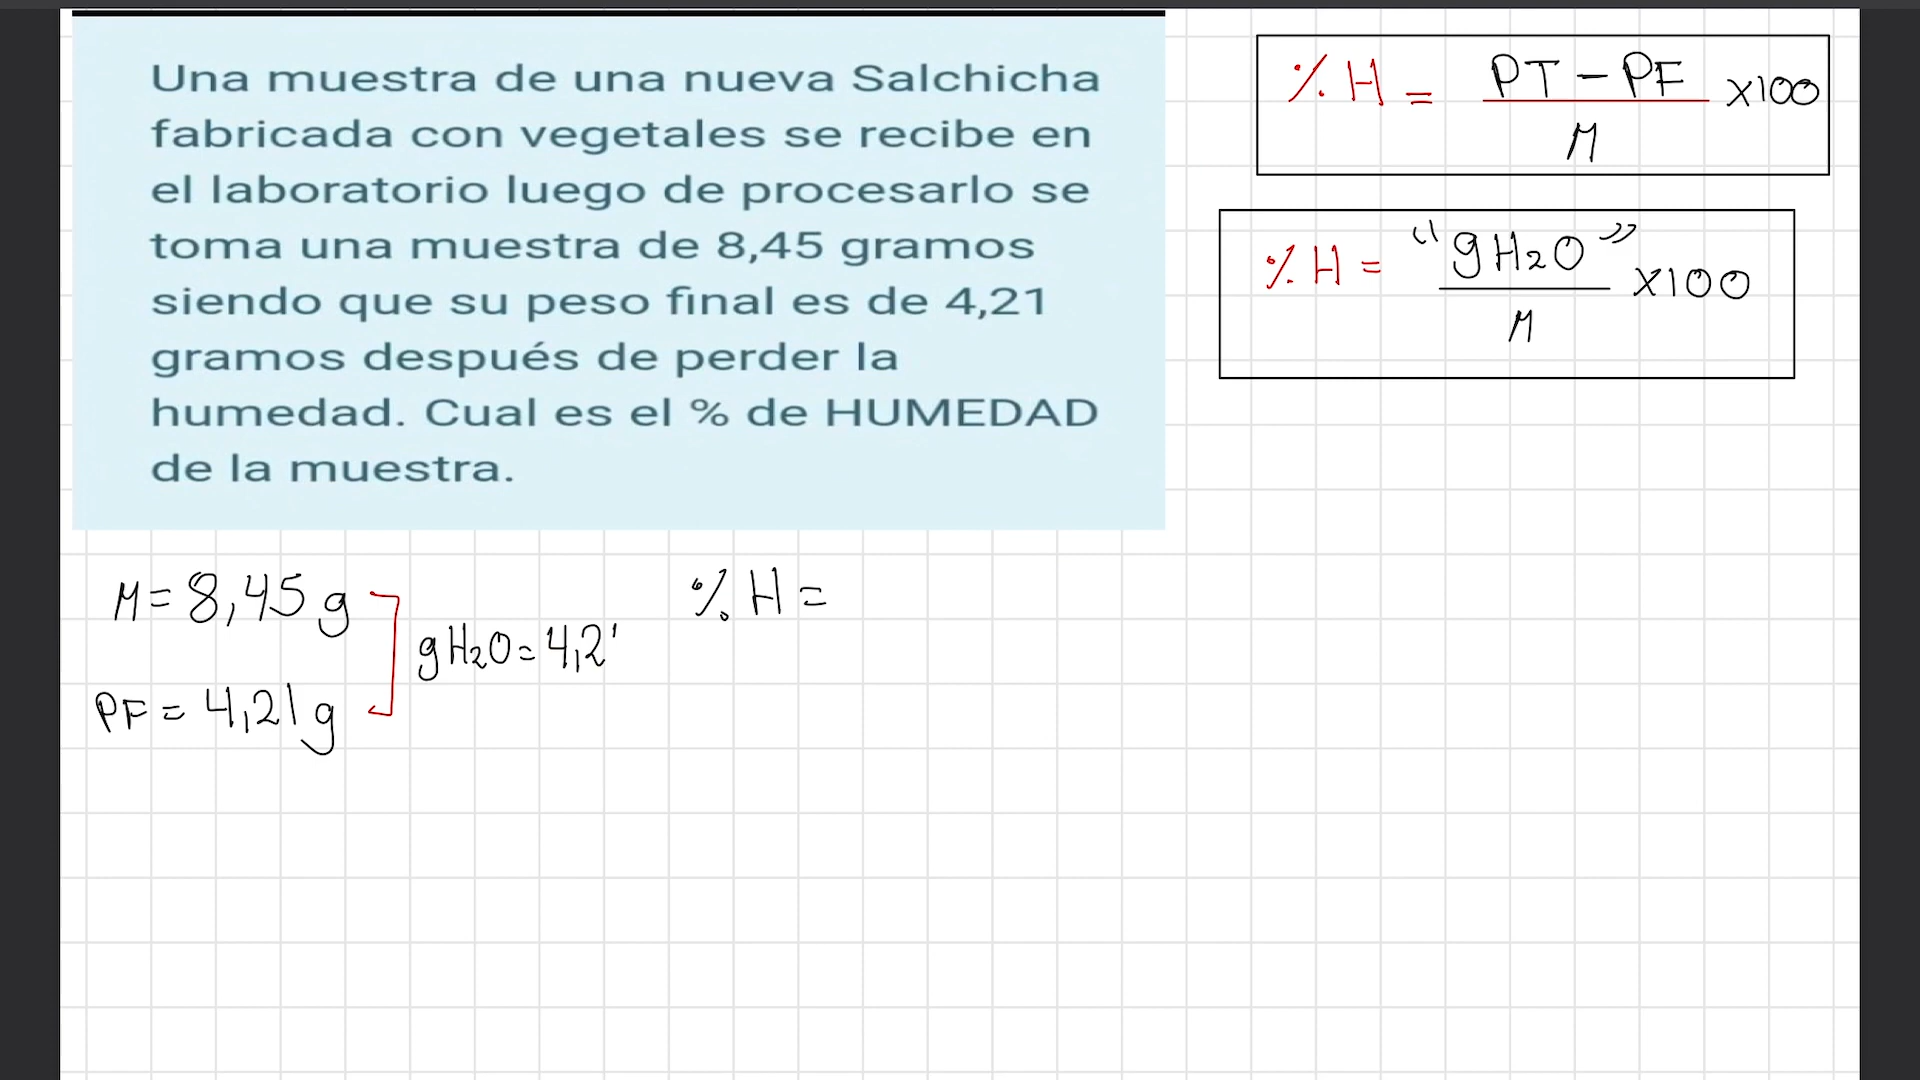 Una muestra de una nueva Salchicha
fabricada con vegetales se recibe en
el laboratorio luego de procesarlo se
toma una muestra de 8,45 gramos
siendo que su peso final es de 4,21
gramos después de perder la
humedad. Cual es el % de HUMEDAD
de la muestra.
% H = PT - PF x100
M
% H = "gH₂O" x100
M
M = 8,45 g
gH₂O = 4,2'
PF = 4,21 g
% H =